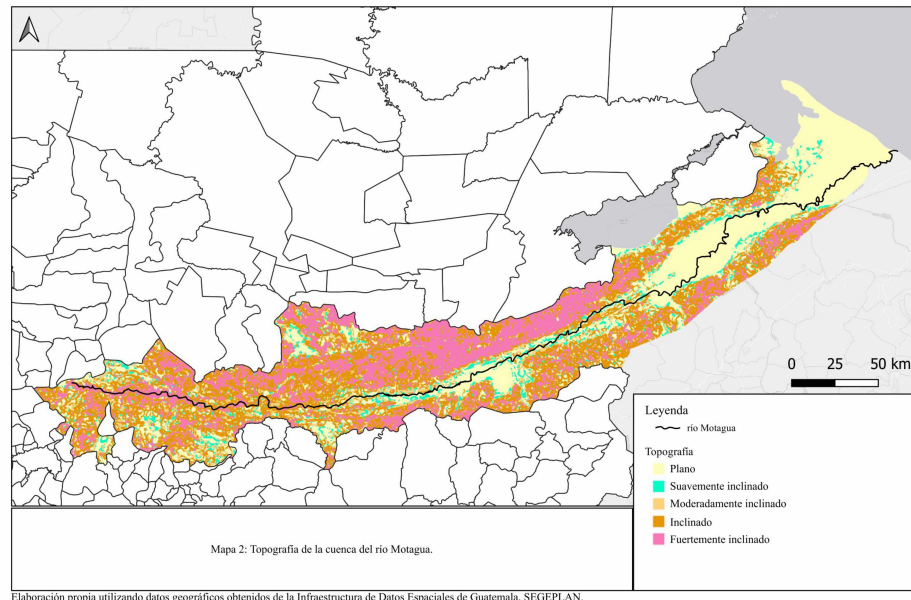 0 25 50 km
Leyenda
río Motagua
Topografía
Plano
Suavemente inclinado
Moderadamente inclinado
Inclinado
Fuertemente inclinado
Mapa 2: Topografía de la cuenca del río Motagua.
Elaboración propia utilizando datos geográficos obtenidos de la Infraestructura de Datos Espaciales de Guatemala, SEGEPLAN.